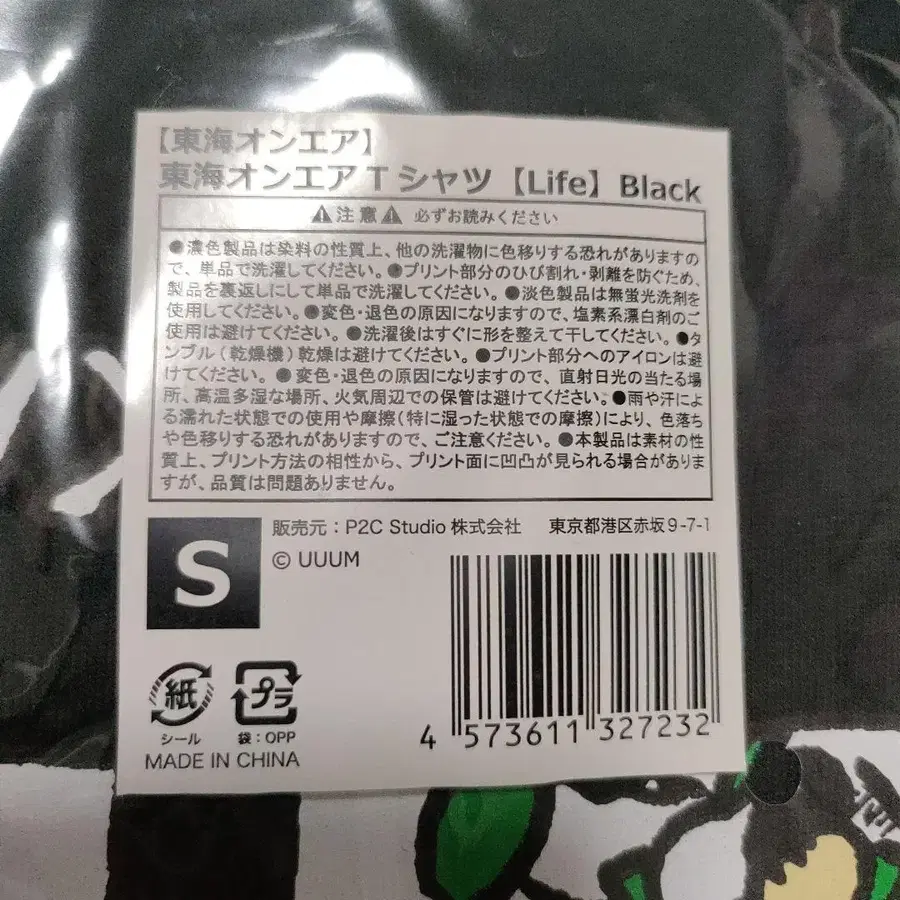 【東海オンエア】
東海オンエアTシャツ【Life】Black
⚠注意⚠ 必ずお読みください
●濃色製品は染料の性質上、他の洗濯物に色移りする恐れがありますの
で、単品で洗濯してください。●プリント部分のひび割れ・剥離を防ぐため、
製品を裏返しにして単品で洗濯してください。●淡色製品は無蛍光洗剤を
使用してください。●変色・退色の原因になりますので、塩素系漂白剤のご
使用は避けてください。●洗濯後はすぐに形を整えて干してください。●タ
ンブル(乾燥機)乾燥は避けてください。●プリント部分へのアイロンは避
けてください。●変色・退色の原因になりますので、直射日光の当たる場
所、高温多湿な場所、火気周辺での保管は避けてください。●雨や汗によ
る濡れた状態での使用や摩擦(特に湿った状態での摩擦)により、色落ち
や色移りする恐れがありますので、ご注意ください。●本製品は素材の性
質上、プリント方法の相性から、プリント面に凹凸が見られる場合がありま
すが、品質は問題ありません。
S
販売元：P2C Studio 株式会社 東京都港区赤坂9-7-1
© UUUM
紙
シール
プラ
袋：OPP
MADE IN CHINA
4 573611 327232